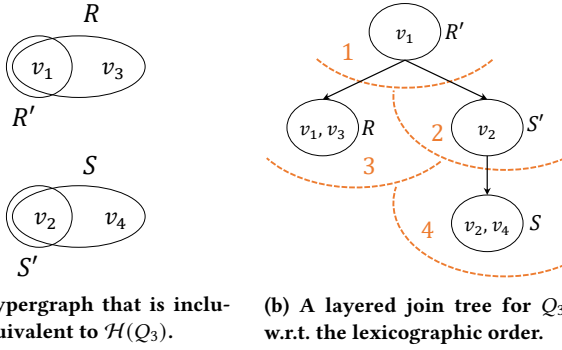 R
v₁ v₃
R′
S
v₂ v₄
S′
ypergraph that is inclu-
uivalent to ℋ(Q₃).
1
v₁ R′
v₁, v₃ R
2
v₂ S′
3
4
v₂, v₄ S
(b) A layered join tree for Q₃
w.r.t. the lexicographic order.